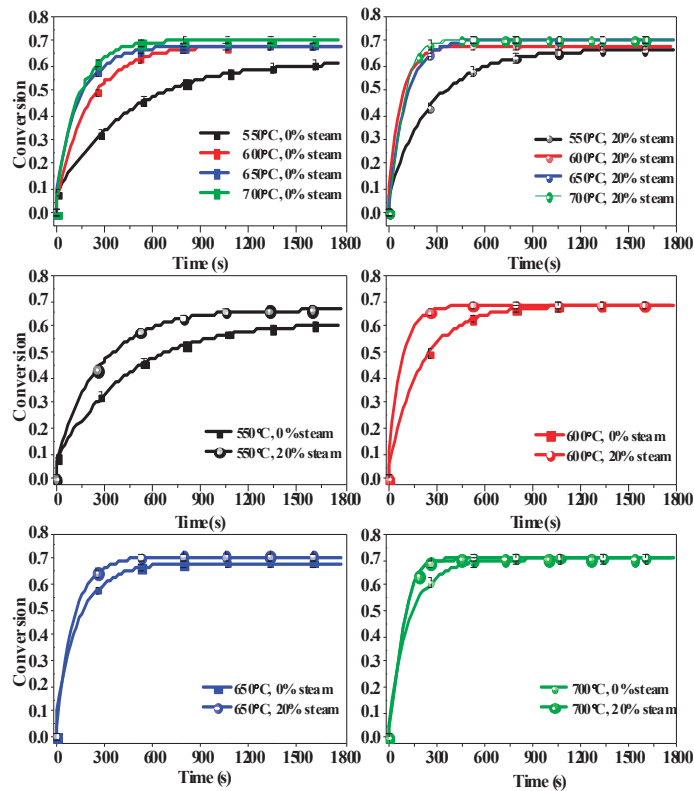 0.8
0.7
0.6
0.5
0.4
0.3
0.2
0.1
0.0
Conversion
550°C, 0% steam
600°C, 0% steam
650°C, 0% steam
700°C, 0% steam
0 300 600 900 1200 1500 1800
Time (s)
0.8
0.7
0.6
0.5
0.4
0.3
0.2
0.1
0.0
550°C, 20% steam
600°C, 20% steam
650°C, 20% steam
700°C, 20% steam
0 300 600 750 900 1050 1200 1800
Time (s)
0.8
0.7
0.6
0.5
0.4
0.3
0.2
0.1
0.0
Conversion
550°C, 0% steam
550°C, 20% steam
0 300 600 900 1200 1500 1800
Time (s)
0.8
0.7
0.6
0.5
0.4
0.3
0.2
0.1
0.0
600°C, 0% steam
600°C, 20% steam
0 300 600 900 1200 1500 1800
Time (s)
0.8
0.7
0.6
0.5
0.4
0.3
0.2
0.1
0.0
Conversion
650°C, 0% steam
650°C, 20% steam
0 300 600 900 1200 1500 1800
Time (s)
0.8
0.7
0.6
0.5
0.4
0.3
0.2
0.1
0.0
700°C, 0% steam
700°C, 20% steam
0 300 600 900 1200 1500 1800
Time (s)